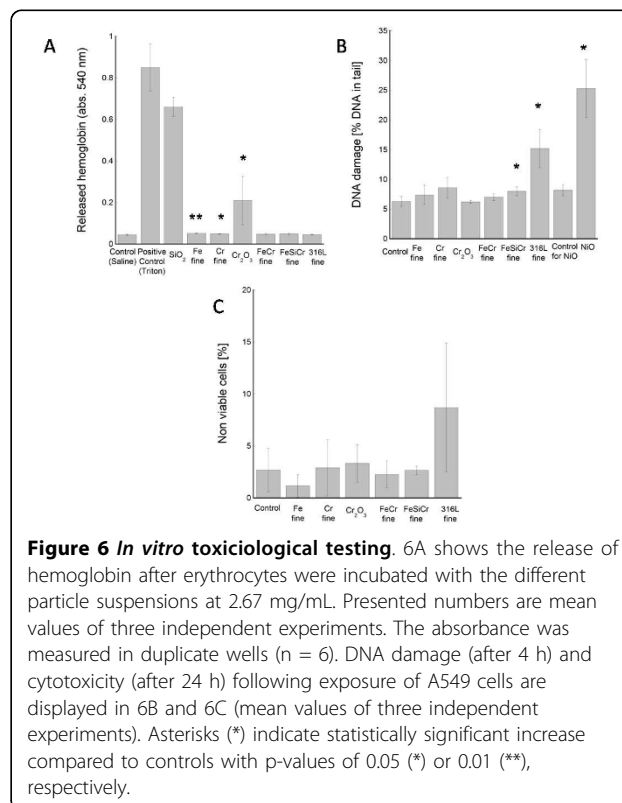 A
Released hemoglobin (abs. 540 nm)
1
0.8
0.6
0.4
0.2
0
** * *
Control (Saline) Positive Control (Triton) SiO2 Fe fine Cr fine Cr2O3 FeCr fine FeSiCr fine 316L fine
B
DNA damage [% DNA in tail]
35
30
25
20
15
10
5
0
* * *
Control Fe fine Cr fine Cr2O3 FeCr fine FeSiCr fine 316L fine Control for NiO NiO
C
Non viable cells [%]
20
15
10
5
0
Control Fe fine Cr fine Cr2O3 FeCr fine FeSiCr fine 316L fine
Figure 6 In vitro toxiciological testing. 6A shows the release of
hemoglobin after erythrocytes were incubated with the different
particle suspensions at 2.67 mg/mL. Presented numbers are mean
values of three independent experiments. The absorbance was
measured in duplicate wells (n = 6). DNA damage (after 4 h) and
cytotoxicity (after 24 h) following exposure of A549 cells are
displayed in 6B and 6C (mean values of three independent
experiments). Asterisks (*) indicate statistically significant increase
compared to controls with p-values of 0.05 (*) or 0.01 (**),
respectively.